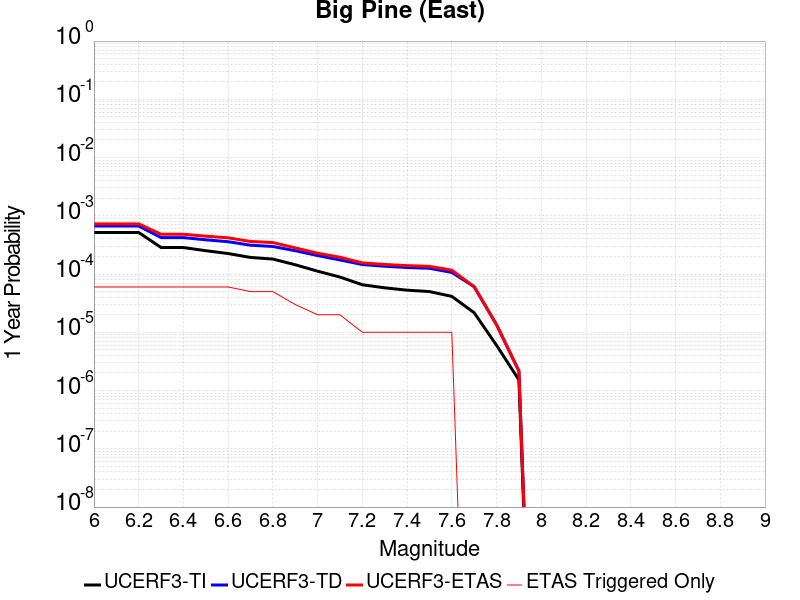 Big Pine (East)
10^0
10^-1
10^-2
10^-3
10^-4
10^-5
10^-6
10^-7
10^-8
1 Year Probability
6 6.2 6.4 6.6 6.8 7 7.2 7.4 7.6 7.8 8 8.2 8.4 8.6 8.8 9
Magnitude
UCERF3-TI UCERF3-TD UCERF3-ETAS ETAS Triggered Only